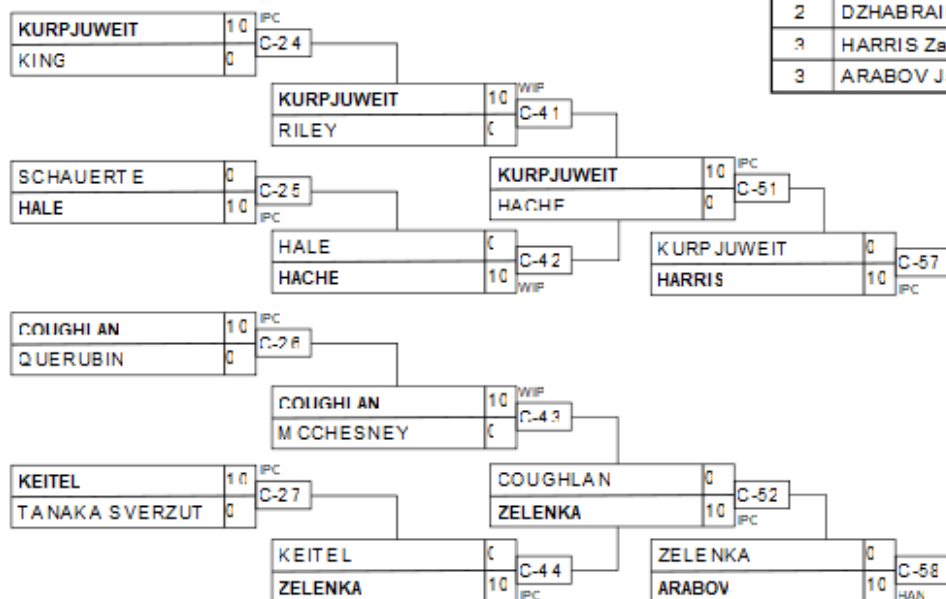 KURPJUWEIT 10 IPC
C-24
KING 0
2 DZHABRAI
3 HARRIS Za
3 ARABOV J
KURPJUWEIT 10 WIP
C-41
RILEY 0
SCHAUERTE 0
C-25
HALE 10 IPC
KURPJUWEIT 10 IPC
C-51
HACHE 0
HALE 0
C-42
HACHE 10 WIP
KURPJUWEIT 0
C-57
HARRIS 10 IPC
COUGHLAN 10 IPC
C-26
QUERUBIN 0
COUGHLAN 10 WIP
C-43
MCCHESNEY 0
KEITEL 10 IPC
C-27
TANAKA SVERZUT 0
COUGHLAN 0
C-52
ZELENKA 10 IPC
KEITEL 0
C-44
ZELENKA 10 IPC
ZELENKA 0
C-58
ARABOV 10 HAN